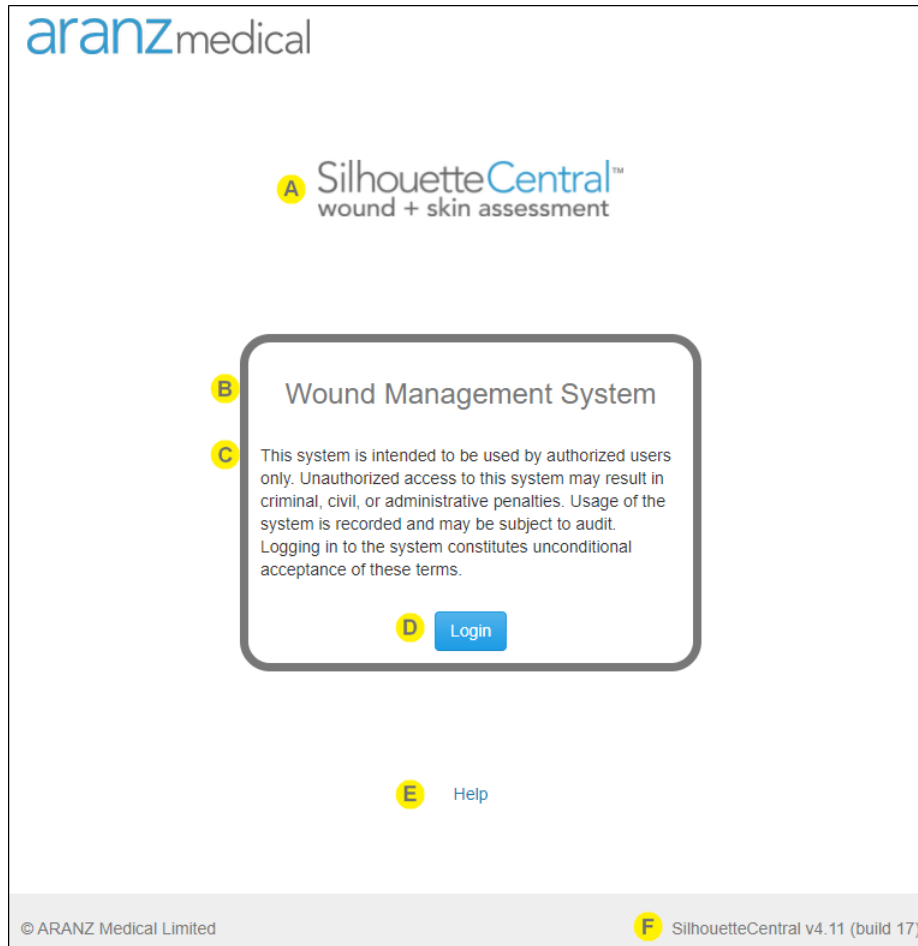 aranzmedical
A SilhouetteCentral™
wound + skin assessment
B Wound Management System
C This system is intended to be used by authorized users
only. Unauthorized access to this system may result in
criminal, civil, or administrative penalties. Usage of the
system is recorded and may be subject to audit.
Logging in to the system constitutes unconditional
acceptance of these terms.
D Login
E Help
© ARANZ Medical Limited F SilhouetteCentral v4.11 (build 17)